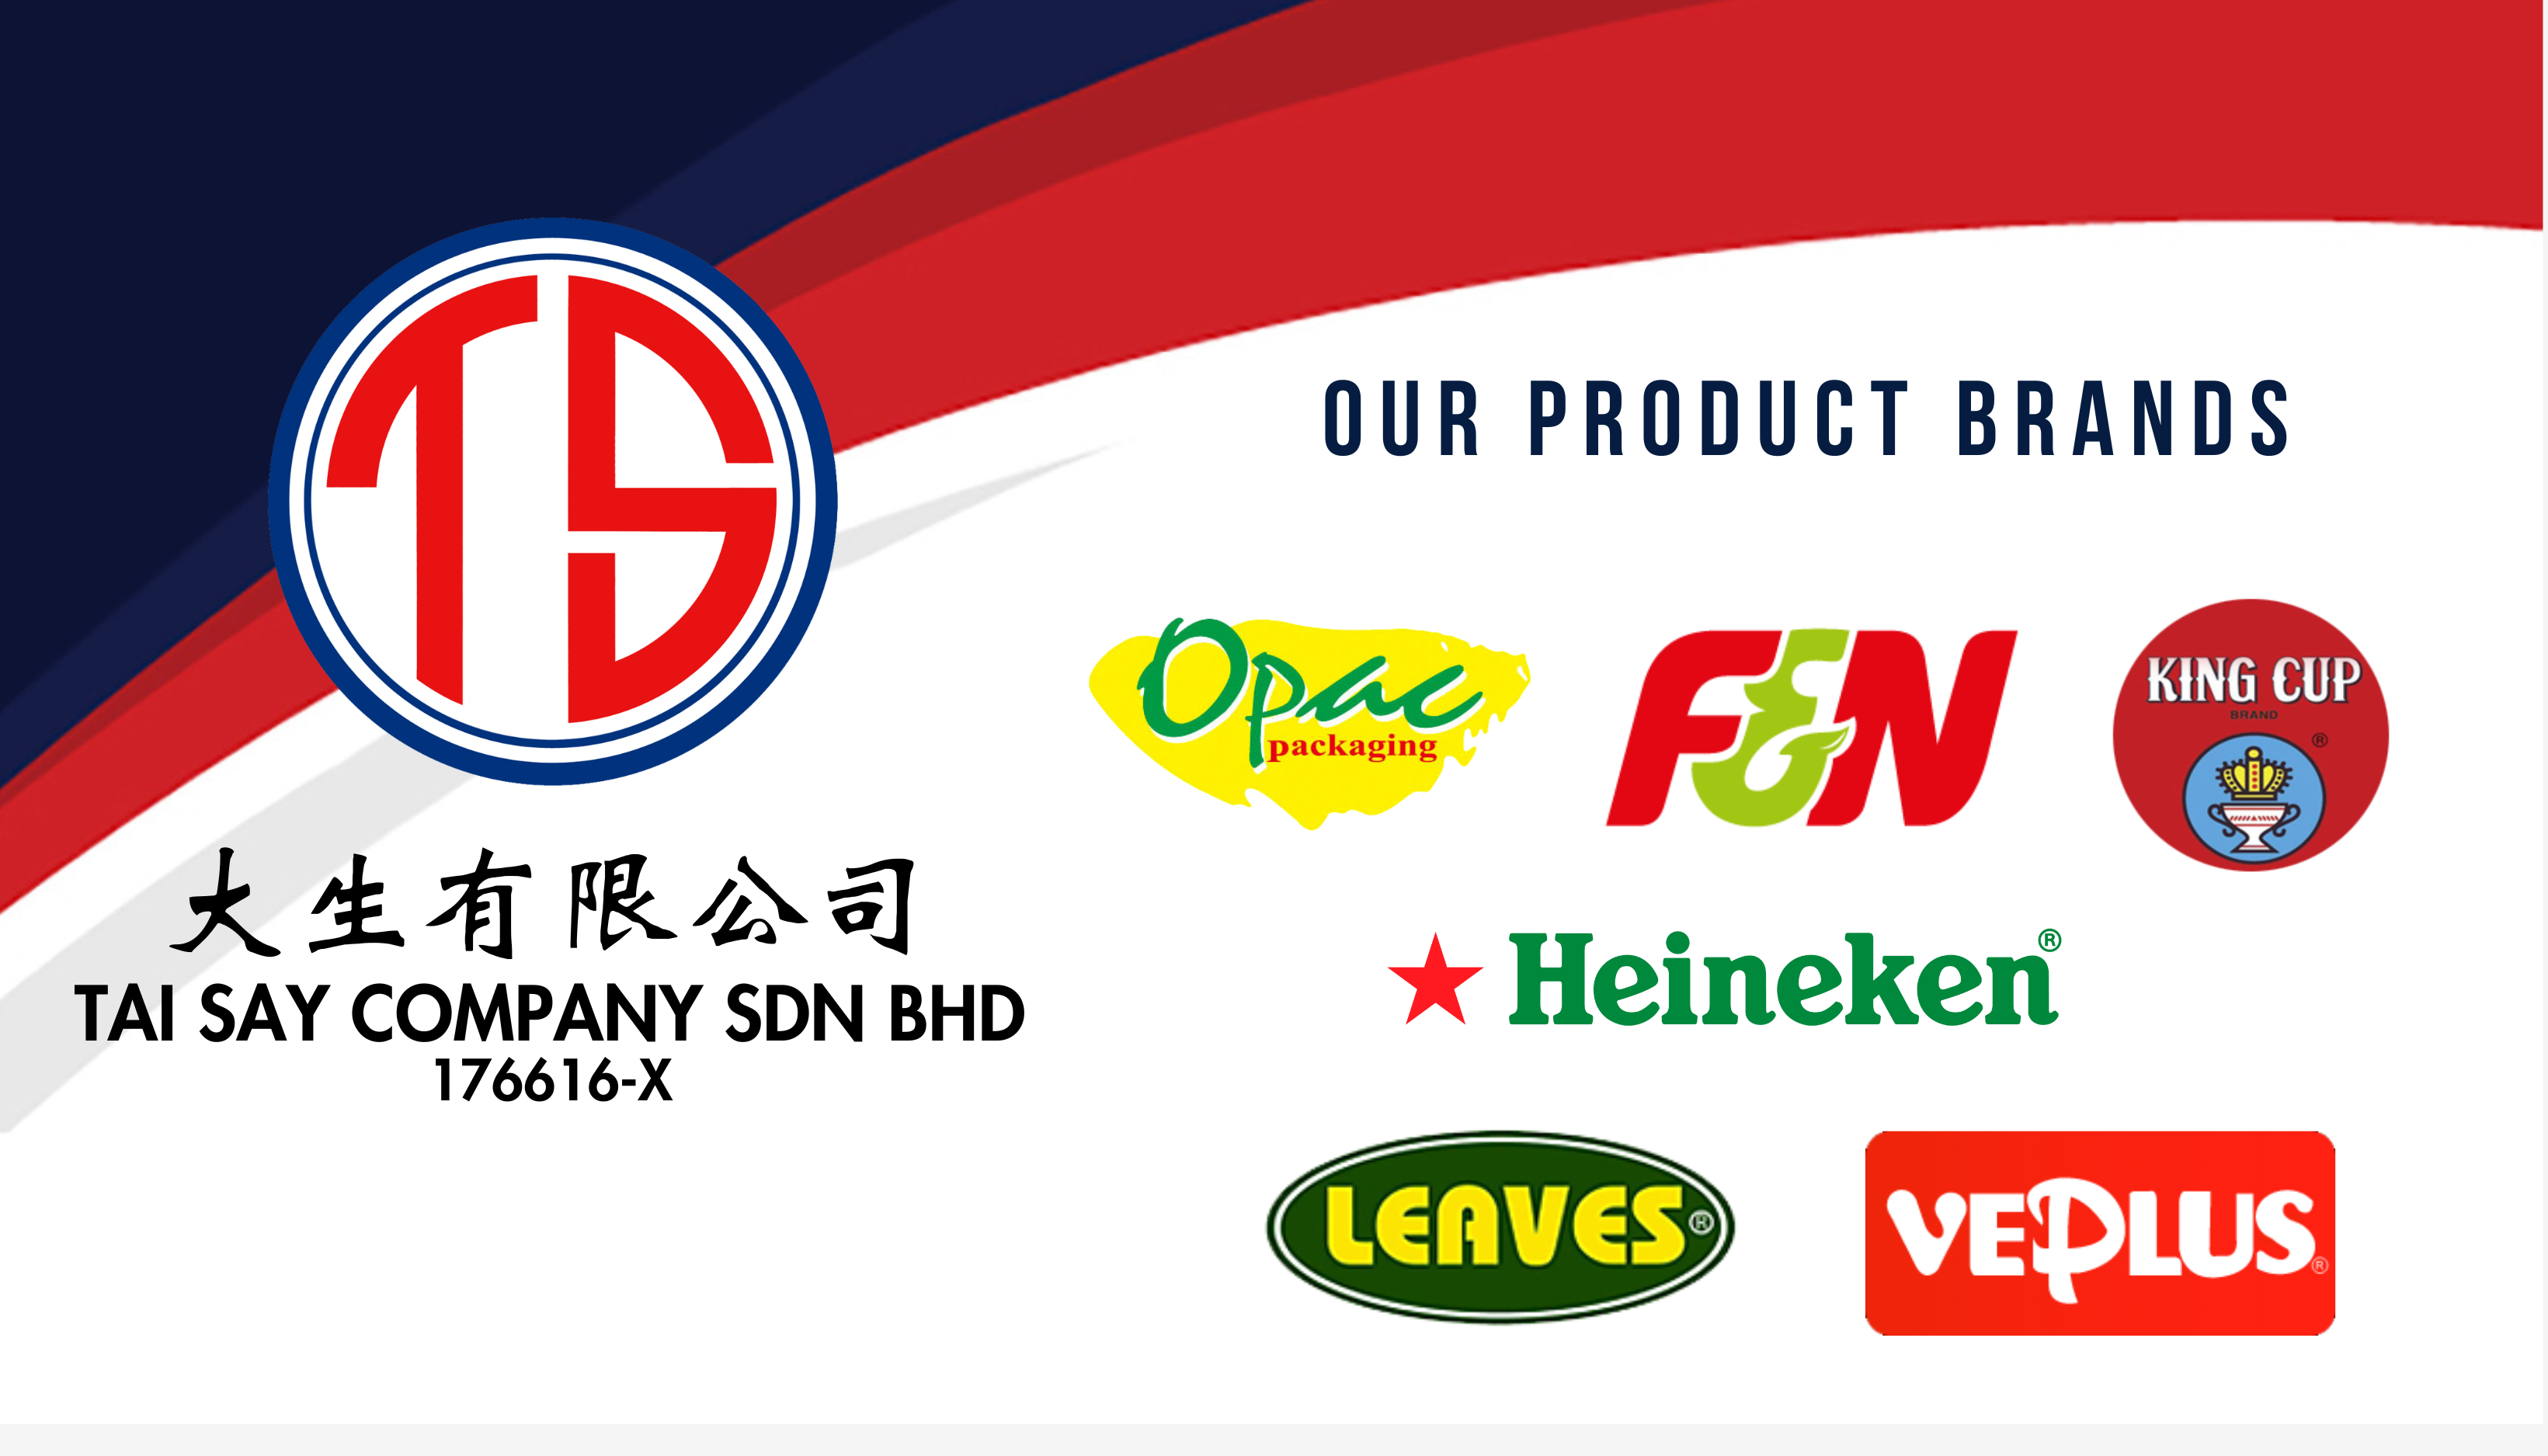 TS
大生有限公司
TAI SAY COMPANY SDN BHD
176616-X
OUR PRODUCT BRANDS
Opac
packaging
F&N
KING CUP
BRAND
®
Heineken®
LEAVES®
VEPLUS®